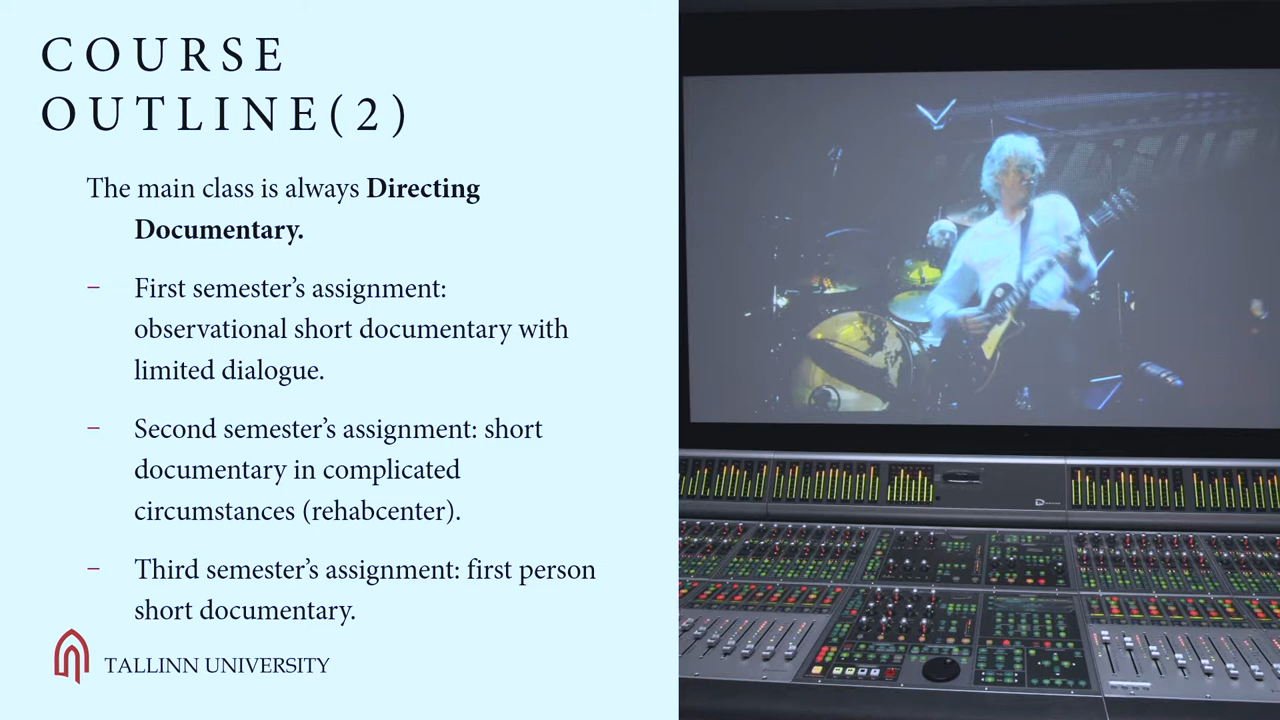 COURSE
OUTLINE(2)
The main class is always Directing
Documentary.
– First semester’s assignment:
observational short documentary with
limited dialogue.
– Second semester’s assignment: short
documentary in complicated
circumstances (rehabcenter).
– Third semester’s assignment: first person
short documentary.
TALLINN UNIVERSITY